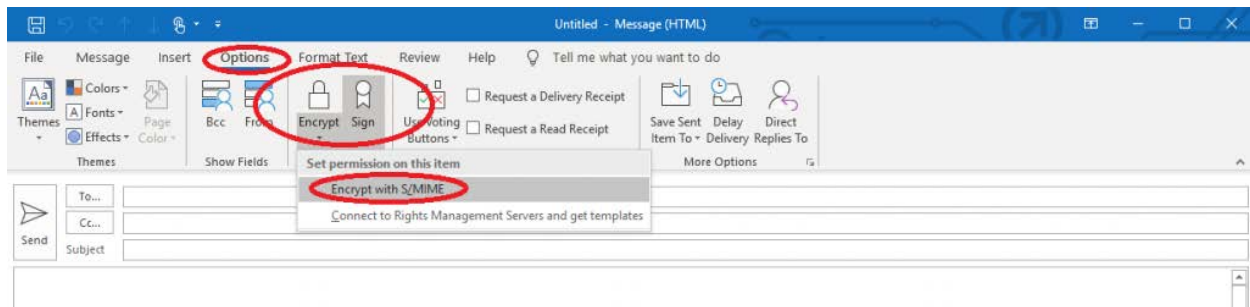 Untitled - Message (HTML)
File Message Insert Options Format Text Review Help Tell me what you want to do
Themes
Colors
Fonts
Effects
Page Color
Themes
Bcc
From
Show Fields
Encrypt
Sign
Use Voting Buttons
Request a Delivery Receipt
Request a Read Receipt
Save Sent Item To
Delay Delivery
Direct Replies To
More Options
Set permission on this item
Encrypt with S/MIME
Connect to Rights Management Servers and get templates
Send
To...
Cc...
Subject